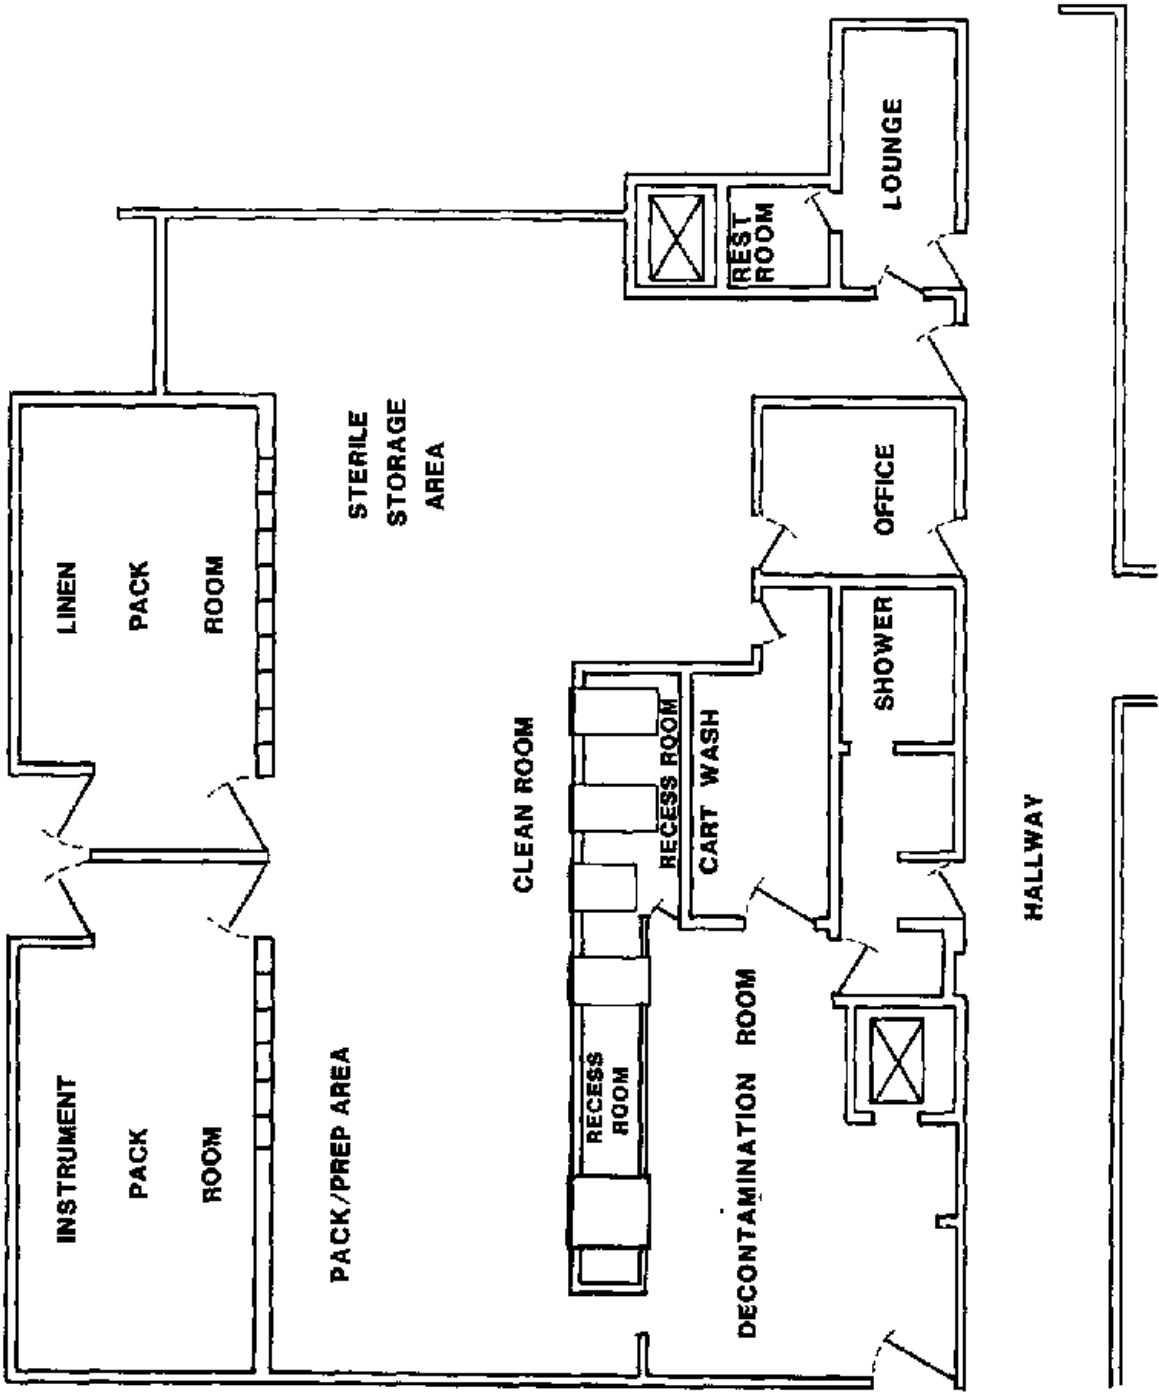 INSTRUMENT
PACK
ROOM
LINEN
PACK
ROOM
PACK/PREP AREA
STERILE
STORAGE
AREA
CLEAN ROOM
RECESS
ROOM
RECESS ROOM
CART WASH
DECONTAMINATION ROOM
REST
ROOM
SHOWER
OFFICE
LOUNGE
HALLWAY